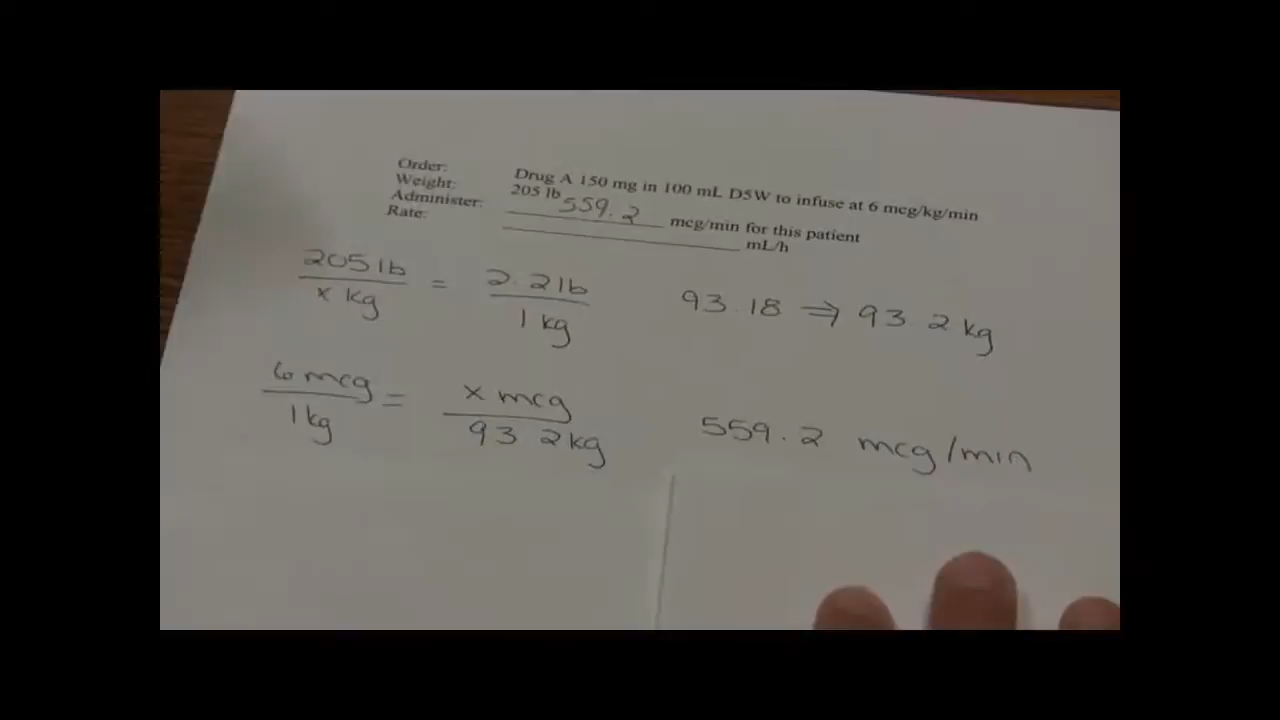 Order: Drug A 150 mg in 100 mL D5W to infuse at 6 mcg/kg/min
Weight: 205 lb
Administer: 559.2 mcg/min for this patient
Rate: mL/h
205 lb / x kg = 2.2 lb / 1 kg 93.18 ⇒ 93.2 kg
6 mcg / 1 kg = x mcg / 93.2 kg 559.2 mcg/min